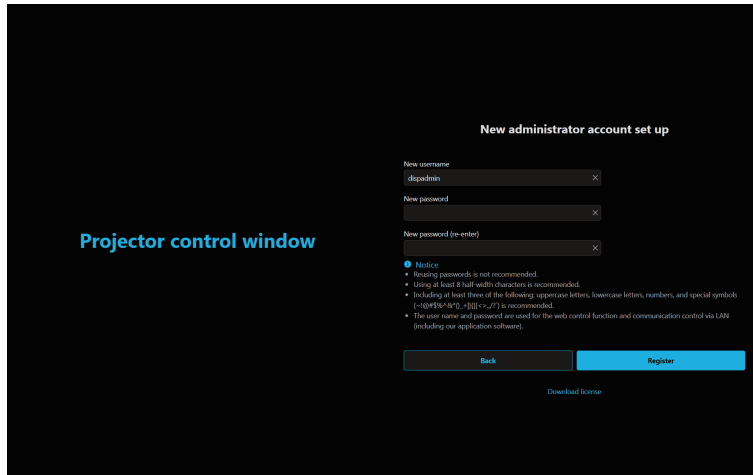 New administrator account set up
New username
dispadmin
New password
New password (re-enter)
Projector control window
Notice
• Reusing passwords is not recommended.
• Using at least 8 half-width characters is recommended.
• Including at least three of the following: uppercase letters, lowercase letters, numbers, and special symbols
is recommended.
• The user name and password are used for the web control function and communication control via LAN
(including our application software).
Back
Register
Download license